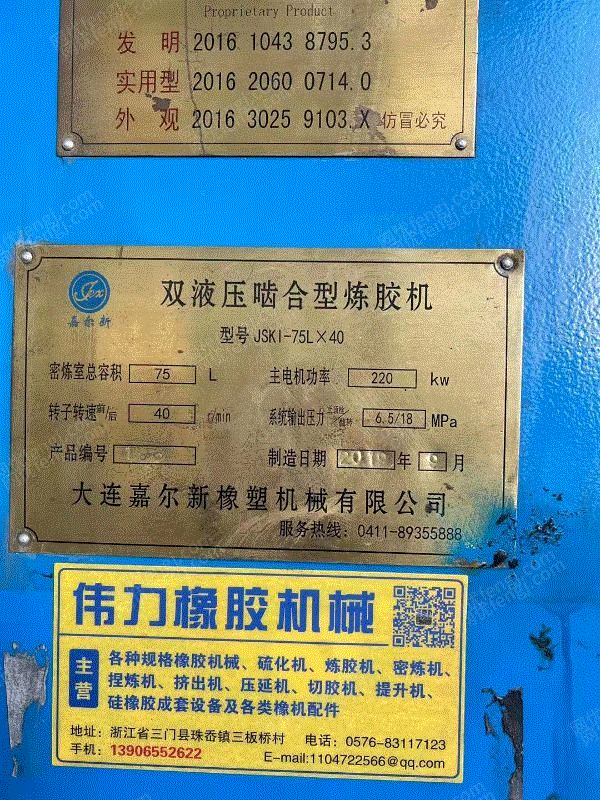 Proprietary Product
发 明 2016 1043 8795.3
实用型 2016 2060 0714.0
外 观 2016 3025 9103.X 仿冒必究
Jex
嘉尔新
双液压啮合型炼胶机
型号 JSKI-75L×40
密炼室总容积 75 L 主电机功率 220 kw
转子转速前/后 40 r/min 系统输出压力 6.5/18 MPa
产品编号 制造日期 2019 年 9 月
大连嘉尔新橡塑机械有限公司
服务热线: 0411-89355888
伟力橡胶机械
主营
各种规格橡胶机械、硫化机、炼胶机、密炼机、
捏炼机、挤出机、压延机、切胶机、提升机、
硅橡胶成套设备及各类橡机配件
地址: 浙江省三门县珠岙镇三板桥村 电话: 0576-83117123
手机: 13906552622
E-mail:1104722566@qq.com